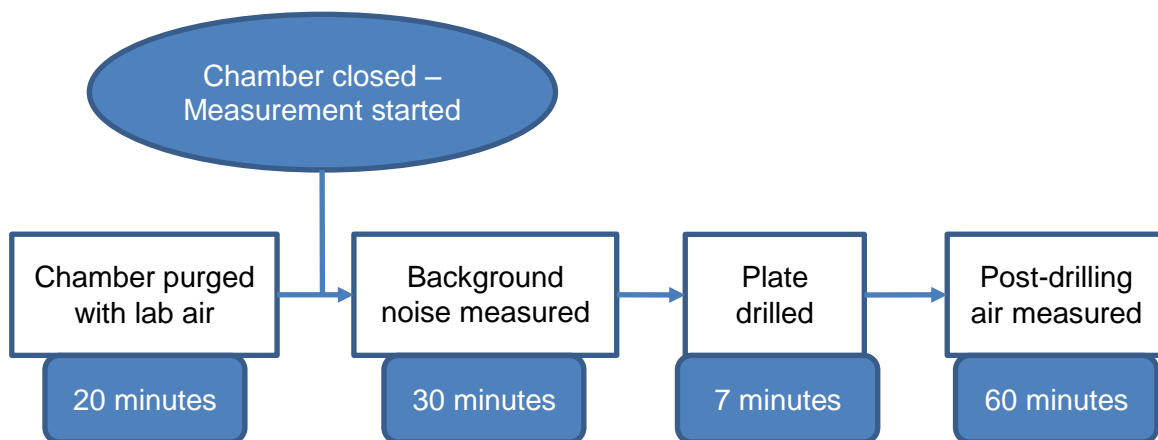 Chamber closed –
Measurement started
Chamber purged
with lab air
Background
noise measured
Plate
drilled
Post-drilling
air measured
20 minutes
30 minutes
7 minutes
60 minutes